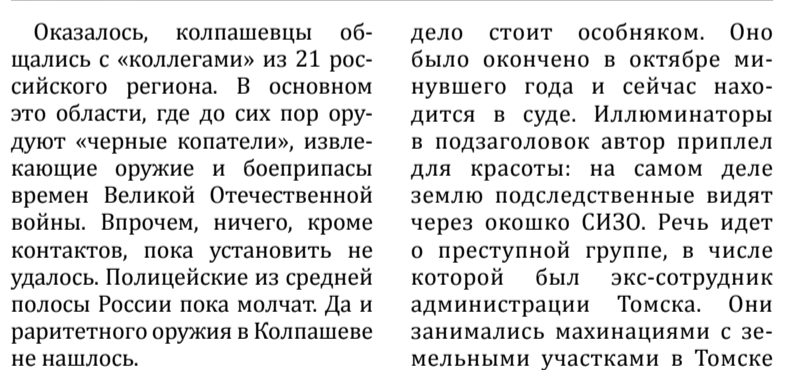 Оказалось, колпашевцы об-
щались с «коллегами» из 21 рос-
сийского региона. В основном
это области, где до сих пор ору-
дуют «черные копатели», извле-
кающие оружие и боеприпасы
времен Великой Отечественной
войны. Впрочем, ничего, кроме
контактов, пока установить не
удалось. Полицейские из средней
полосы России пока молчат. Да и
раритетного оружия в Колпашеве
не нашлось.
дело стоит особняком. Оно
было окончено в октябре ми-
нувшего года и сейчас нахо-
дится в суде. Иллюминаторы
в подзаголовок автор приплел
для красоты: на самом деле
землю подследственные видят
через окошко СИЗО. Речь идет
о преступной группе, в числе
которой был экс-сотрудник
администрации Томска. Они
занимались махинациями с зе-
мельными участками в Томске